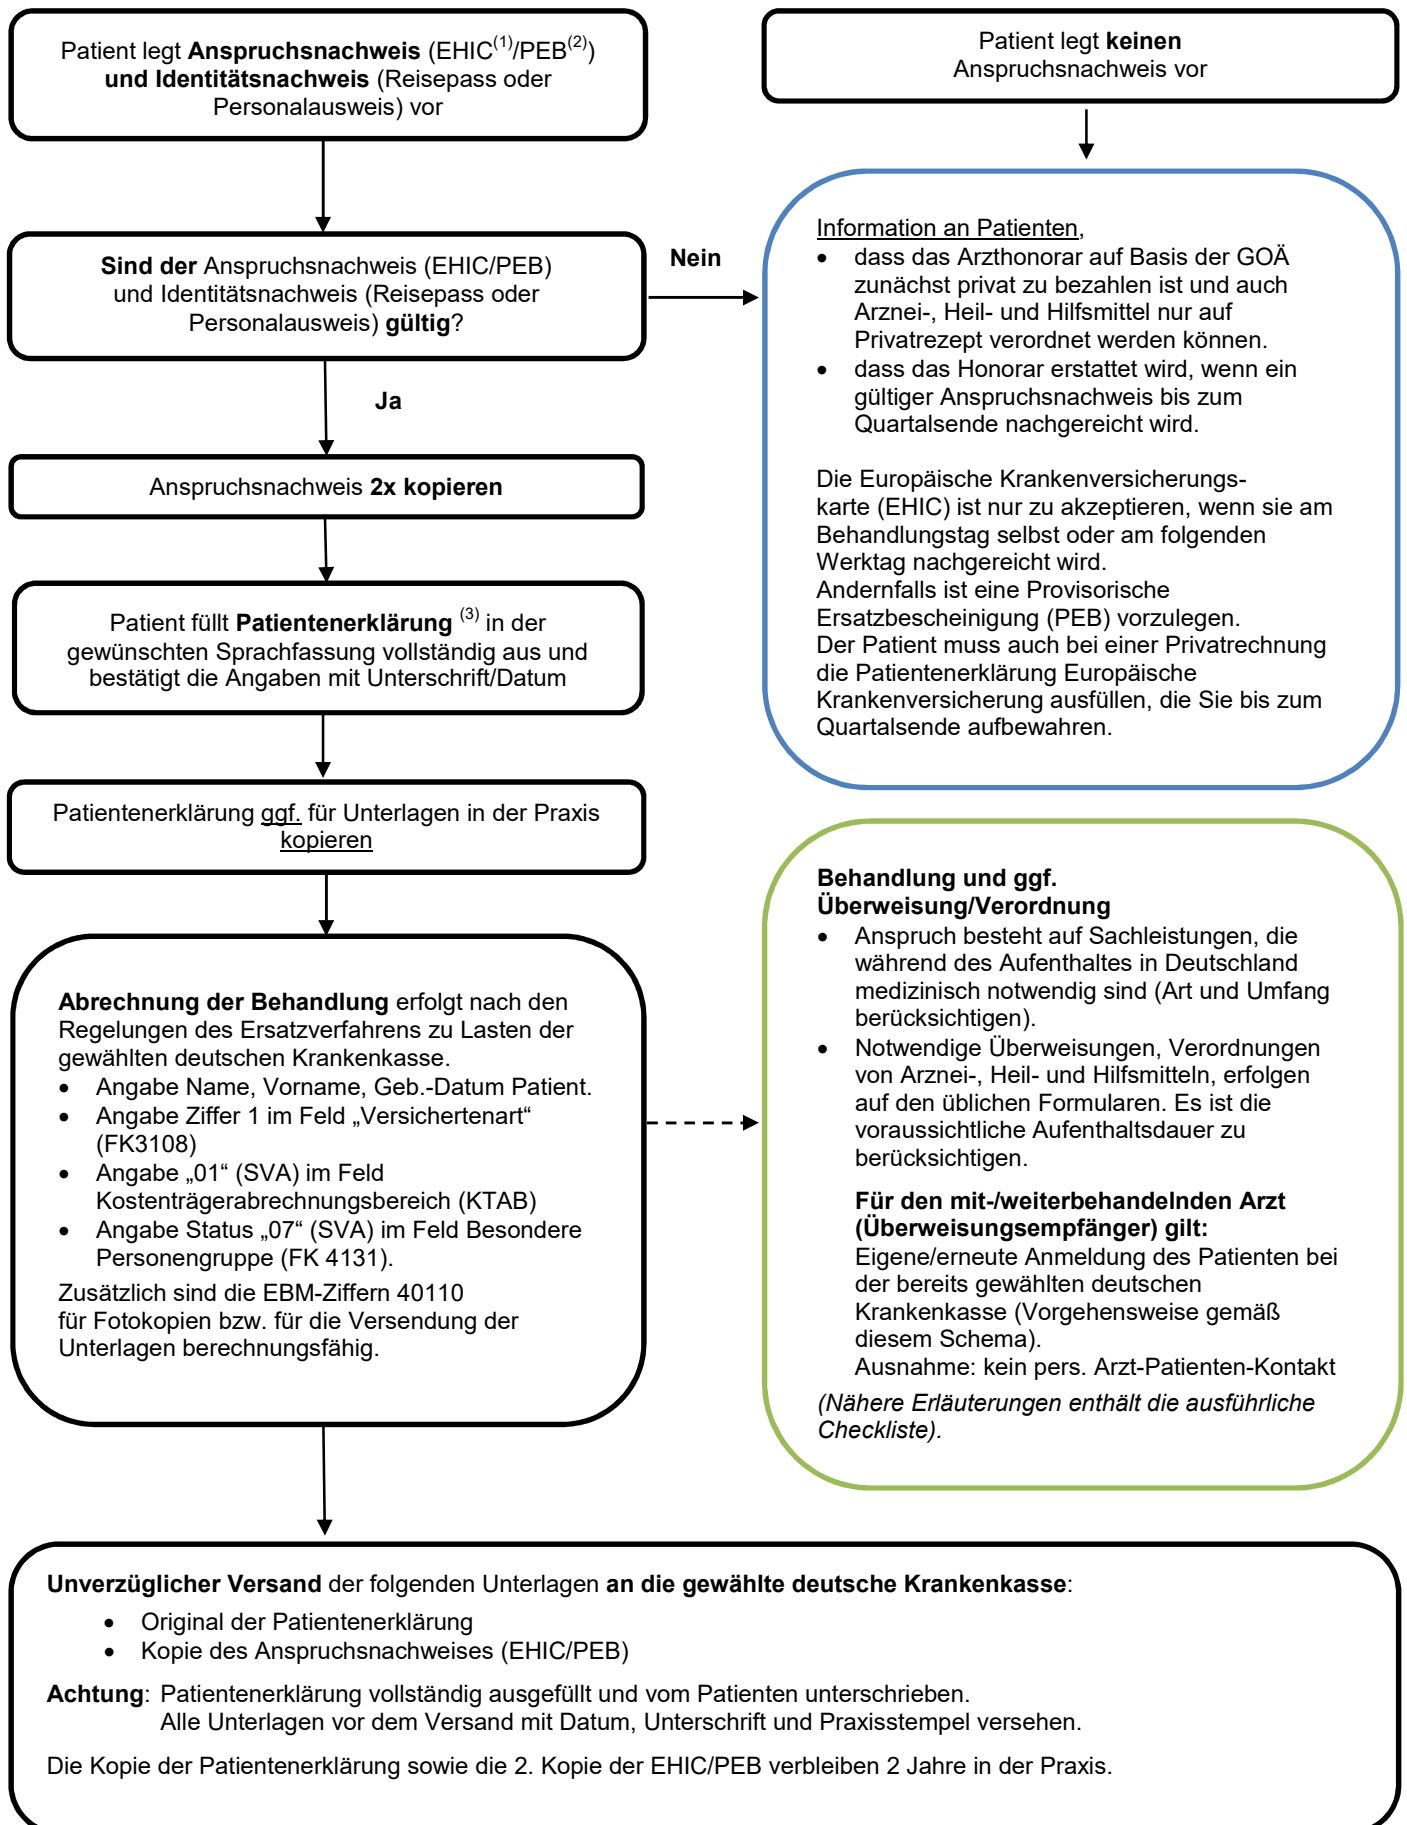 Patient legt Anspruchsnachweis (EHIC(1)/PEB(2))
und Identitätsnachweis (Reisepass oder
Personalausweis) vor
Patient legt keinen
Anspruchsnachweis vor
Sind der Anspruchsnachweis (EHIC/PEB)
und Identitätsnachweis (Reisepass oder
Personalausweis) gültig?
Nein
Ja
Information an Patienten,
• dass das Arzthonorar auf Basis der GOÄ
zunächst privat zu bezahlen ist und auch
Arznei-, Heil- und Hilfsmittel nur auf
Privatrezept verordnet werden können.
• dass das Honorar erstattet wird, wenn ein
gültiger Anspruchsnachweis bis zum
Quartalsende nachgereicht wird.
Die Europäische Krankenversicherungs-
karte (EHIC) ist nur zu akzeptieren, wenn sie am
Behandlungstag selbst oder am folgenden
Werktag nachgereicht wird.
Andernfalls ist eine Provisorische
Ersatzbescheinigung (PEB) vorzulegen.
Der Patient muss auch bei einer Privatrechnung
die Patientenerklärung Europäische
Krankenversicherung ausfüllen, die Sie bis zum
Quartalsende aufbewahren.
Anspruchsnachweis 2x kopieren
Patient füllt Patientenerklärung (3) in der
gewünschten Sprachfassung vollständig aus und
bestätigt die Angaben mit Unterschrift/Datum
Patientenerklärung ggf. für Unterlagen in der Praxis
kopieren
Abrechnung der Behandlung erfolgt nach den
Regelungen des Ersatzverfahrens zu Lasten der
gewählten deutschen Krankenkasse.
• Angabe Name, Vorname, Geb.-Datum Patient.
• Angabe Ziffer 1 im Feld „Versichertenart“
(FK3108)
• Angabe „01“ (SVA) im Feld
Kostenträgerabrechnungsbereich (KTAB)
• Angabe Status „07“ (SVA) im Feld Besondere
Personengruppe (FK 4131).
Zusätzlich sind die EBM-Ziffern 40110
für Fotokopien bzw. für die Versendung der
Unterlagen berechnungsfähig.
Behandlung und ggf.
Überweisung/Verordnung
• Anspruch besteht auf Sachleistungen, die
während des Aufenthaltes in Deutschland
medizinisch notwendig sind (Art und Umfang
berücksichtigen).
• Notwendige Überweisungen, Verordnungen
von Arznei-, Heil- und Hilfsmitteln, erfolgen
auf den üblichen Formularen. Es ist die
voraussichtliche Aufenthaltsdauer zu
berücksichtigen.
Für den mit-/weiterbehandelnden Arzt
(Überweisungsempfänger) gilt:
Eigene/erneute Anmeldung des Patienten bei
der bereits gewählten deutschen
Krankenkasse (Vorgehensweise gemäß
diesem Schema).
Ausnahme: kein pers. Arzt-Patienten-Kontakt
(Nähere Erläuterungen enthält die ausführliche
Checkliste).
Unverzüglicher Versand der folgenden Unterlagen an die gewählte deutsche Krankenkasse:
• Original der Patientenerklärung
• Kopie des Anspruchsnachweises (EHIC/PEB)
Achtung: Patientenerklärung vollständig ausgefüllt und vom Patienten unterschrieben.
Alle Unterlagen vor dem Versand mit Datum, Unterschrift und Praxisstempel versehen.
Die Kopie der Patientenerklärung sowie die 2. Kopie der EHIC/PEB verbleiben 2 Jahre in der Praxis.